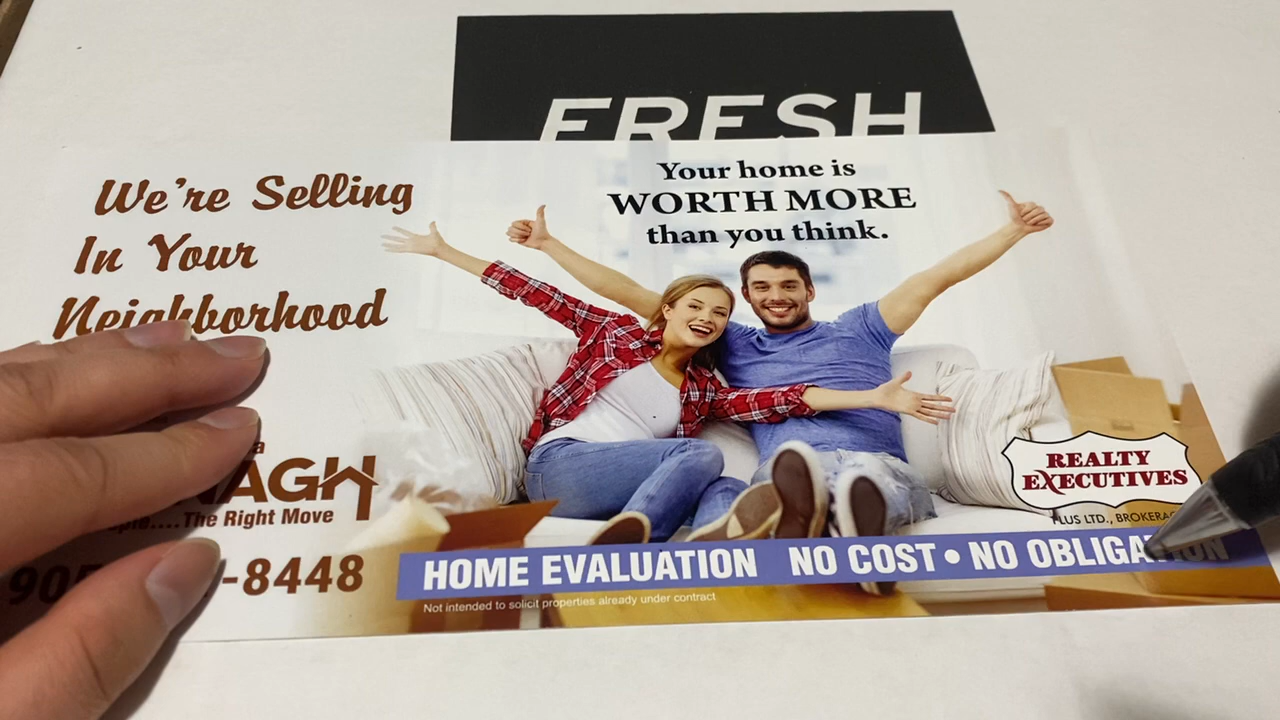 FRESH
We're Selling
In Your
Neighborhood
Your home is
WORTH MORE
than you think.
NAGH
The Right Move
905
-8448
REALTY
EXECUTIVES
PLUS LTD., BROKERAG
HOME EVALUATION NO COST • NO OBLIGATION
Not intended to solicit properties already under contract